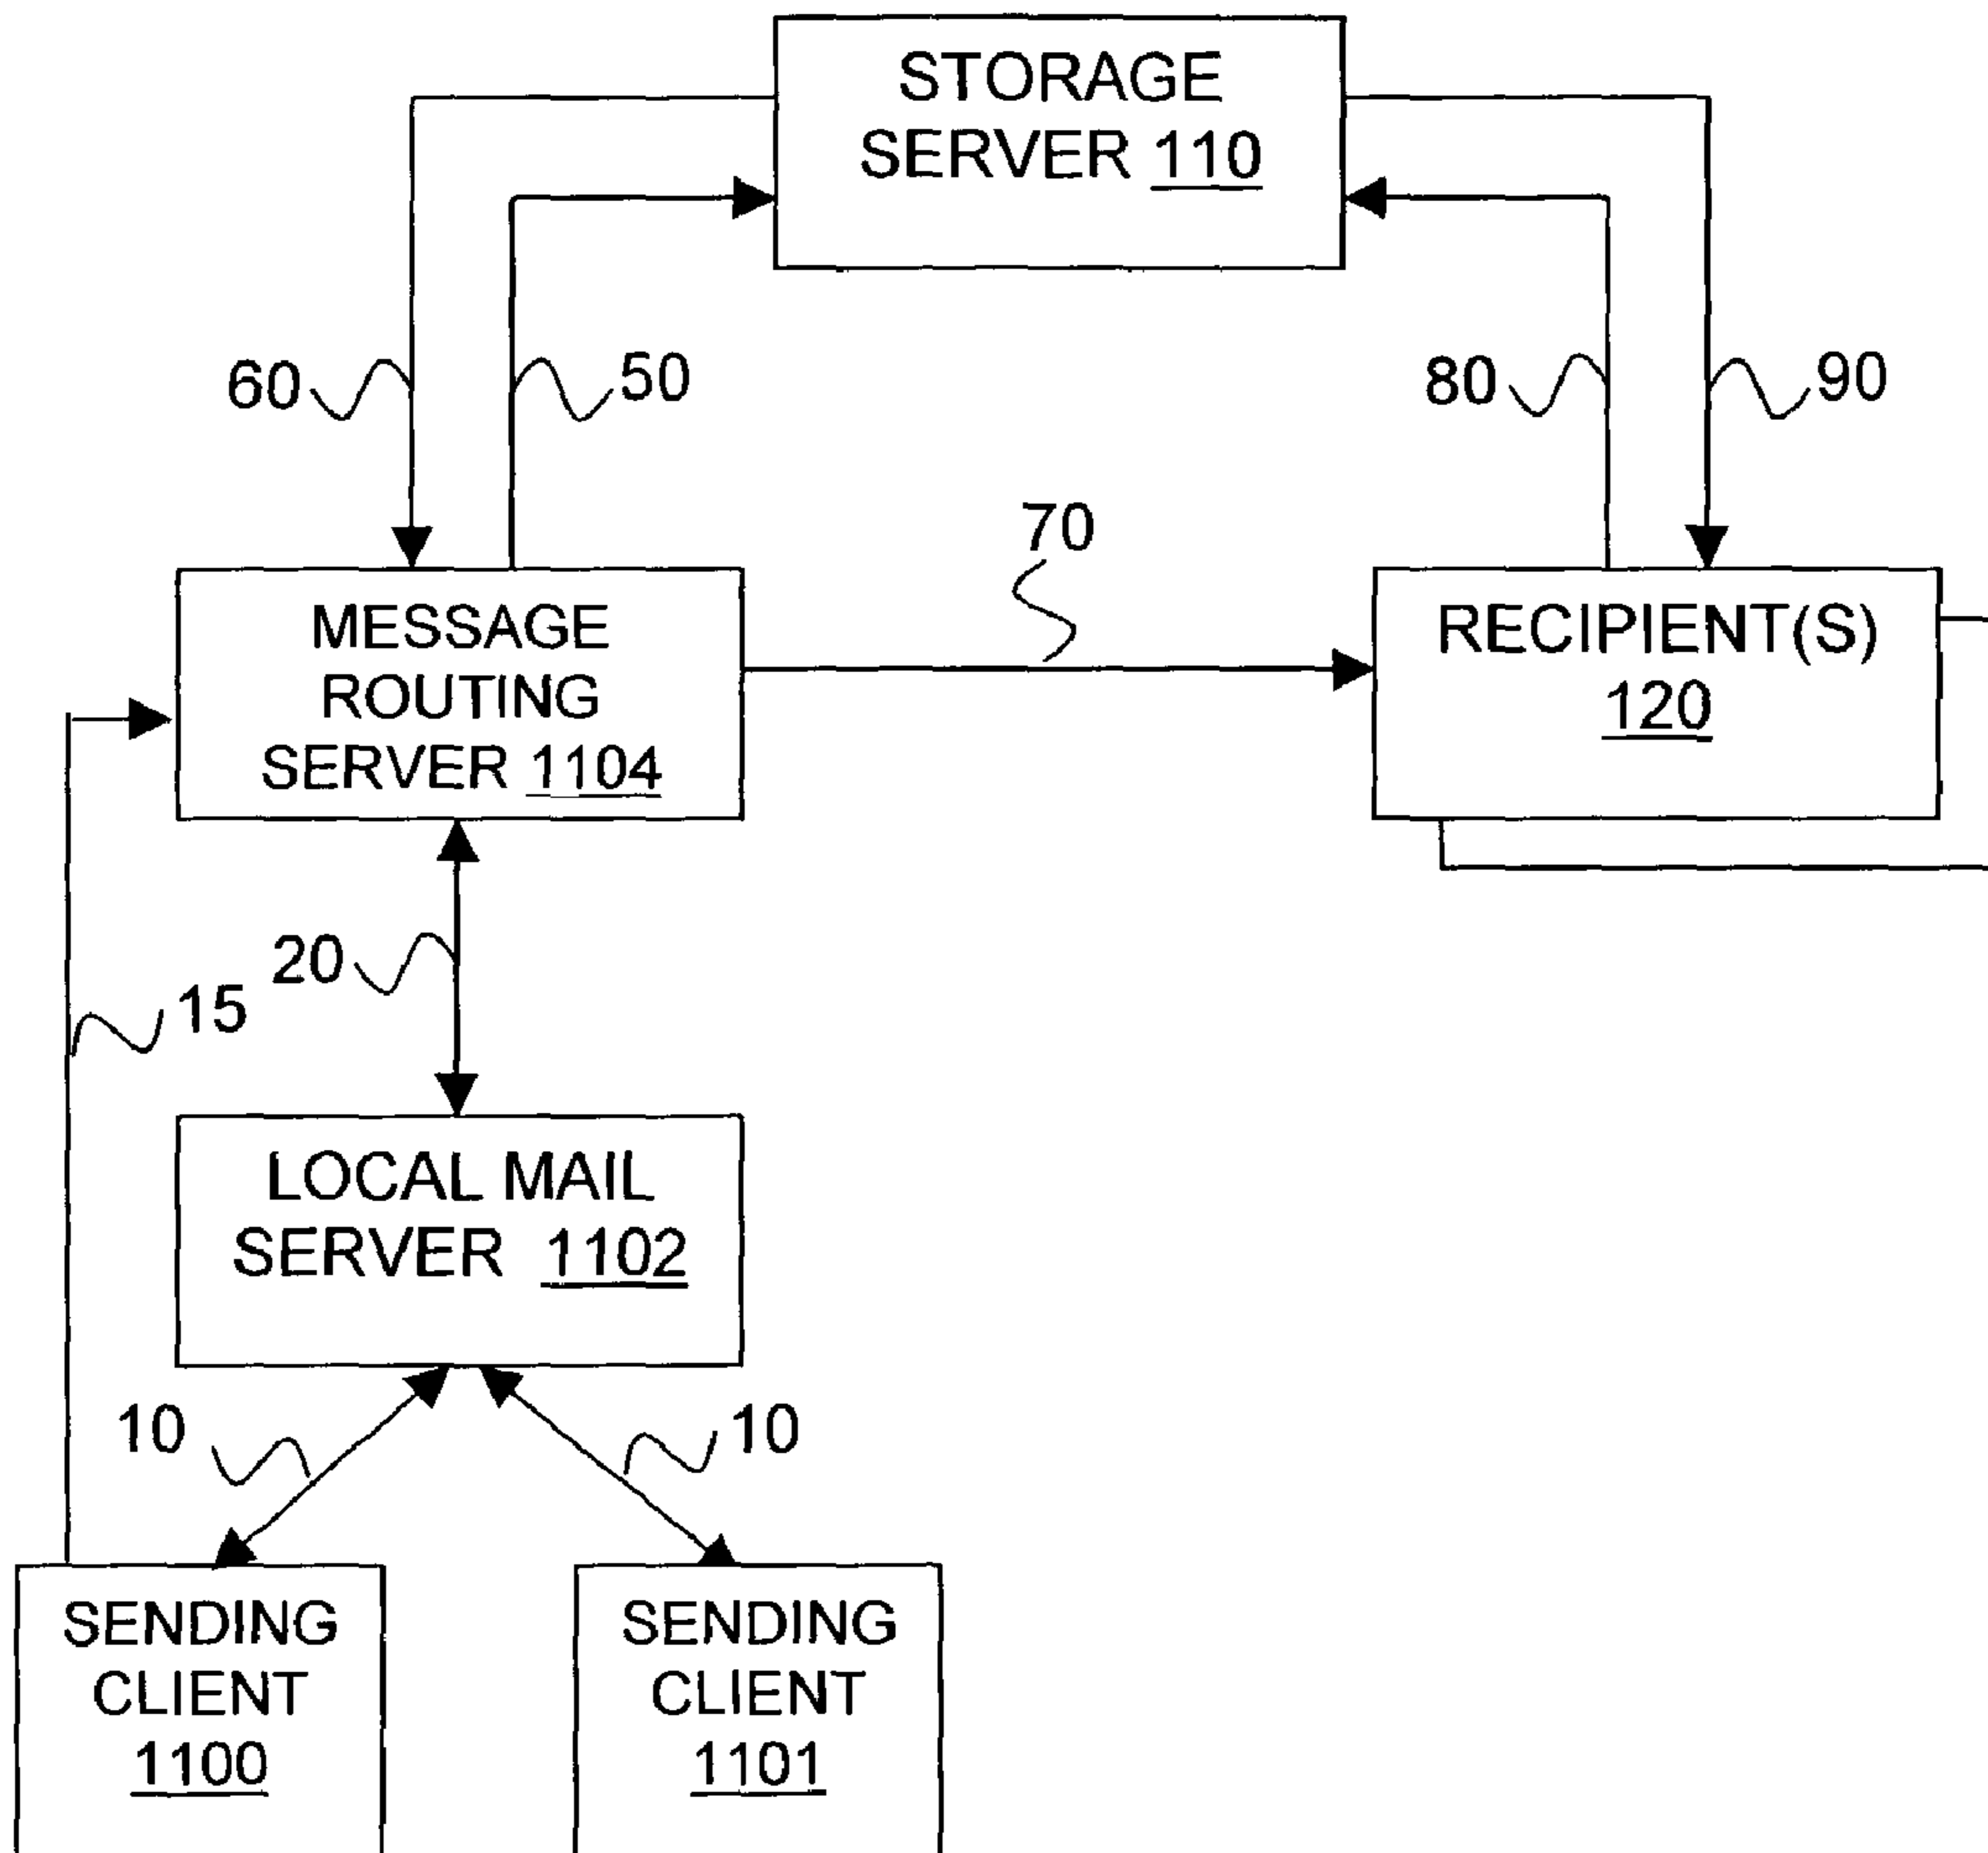 STORAGE
SERVER 110
60
50
80
90
70
MESSAGE
ROUTING
SERVER 1104
RECIPIENT(S)
120
20
15
LOCAL MAIL
SERVER 1102
10
10
SENDING
CLIENT
1100
SENDING
CLIENT
1101